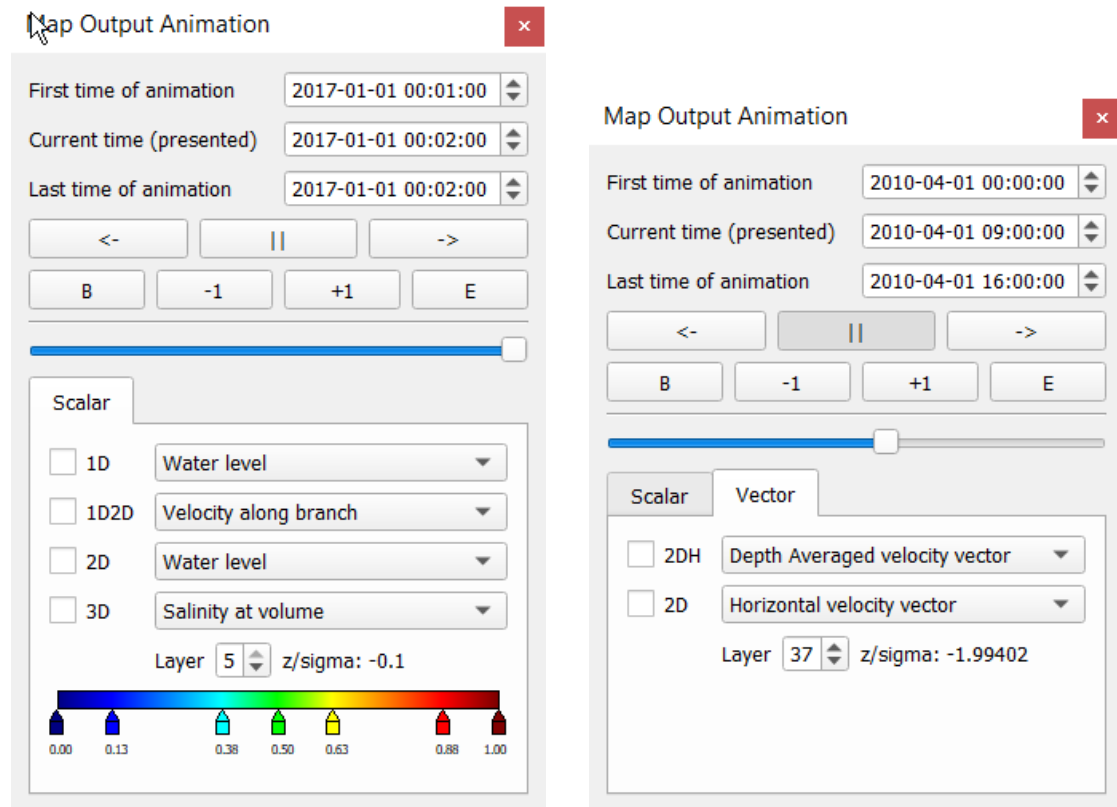 Map Output Animation
×
First time of animation 2017-01-01 00:01:00
Current time (presented) 2017-01-01 00:02:00
Last time of animation 2017-01-01 00:02:00
<- || ->
B -1 +1 E
Scalar
1D Water level
1D2D Velocity along branch
2D Water level
3D Salinity at volume
Layer 5 z/sigma: -0.1
0.00 0.13 0.38 0.50 0.63 0.88 1.00
Map Output Animation
×
First time of animation 2010-04-01 00:00:00
Current time (presented) 2010-04-01 09:00:00
Last time of animation 2010-04-01 16:00:00
<- || ->
B -1 +1 E
Scalar Vector
2DH Depth Averaged velocity vector
2D Horizontal velocity vector
Layer 37 z/sigma: -1.99402